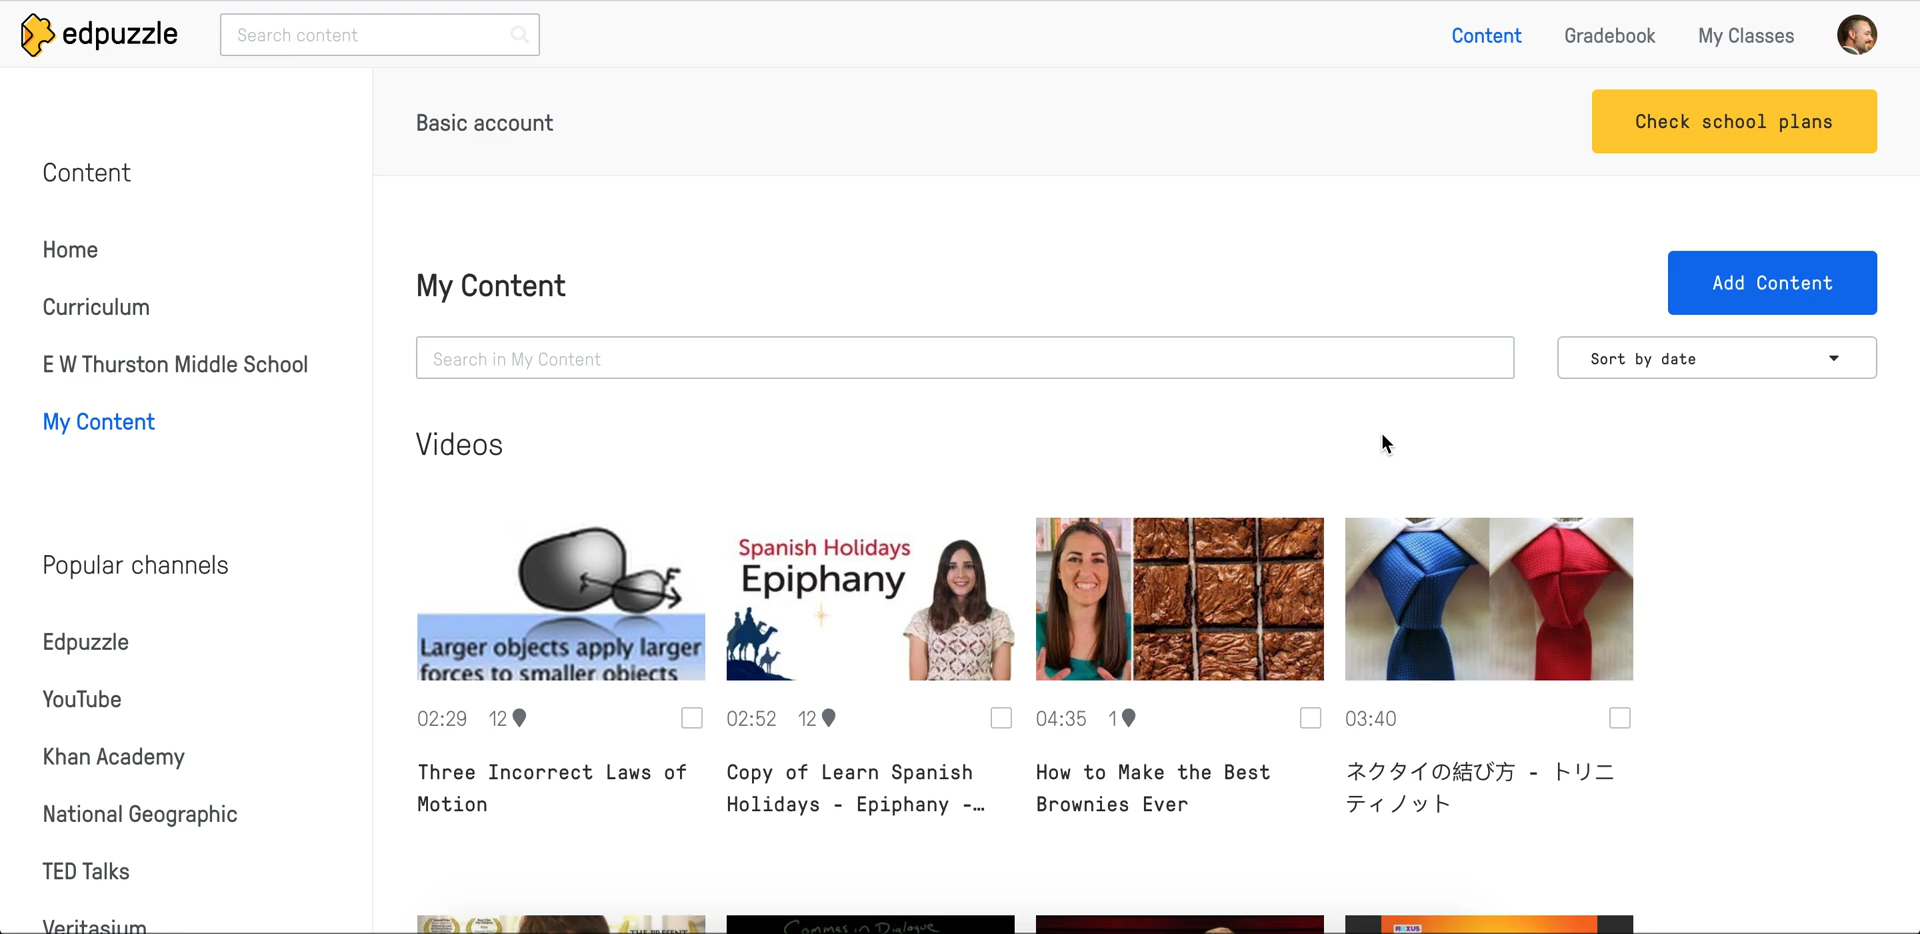 edpuzzle
Search content
Content
Gradebook
My Classes
Basic account
Check school plans
Content
Home
Curriculum
E W Thurston Middle School
My Content
Popular channels
Edpuzzle
YouTube
Khan Academy
National Geographic
TED Talks
Veritasium
My Content
Add Content
Search in My Content
Sort by date
Videos
F
Larger objects apply larger
forces to smaller objects
02:29 12
Three Incorrect Laws of
Motion
Spanish Holidays
Epiphany
02:52 12
Copy of Learn Spanish
Holidays - Epiphany -…
04:35 1
How to Make the Best
Brownies Ever
03:40
ネクタイの結び方 - トリニ
ティノット
THE PRESENT
Commas in Dialogue